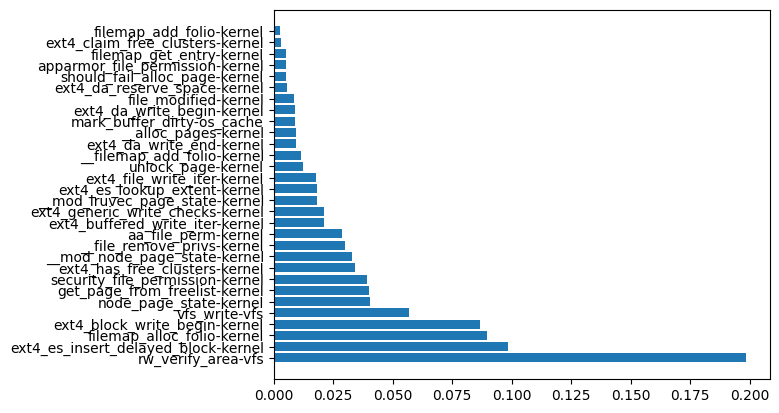 filemap_add_folio-kernel
ext4_claim_free_clusters-kernel
filemap_get_entry-kernel
apparmor_file_permission-kernel
should_fail_alloc_page-kernel
ext4_da_reserve_space-kernel
file_modified-kernel
ext4_da_write_begin-kernel
mark_buffer_dirty-os_cache
__alloc_pages-kernel
ext4_da_write_end-kernel
__filemap_add_folio-kernel
unlock_page-kernel
ext4_file_write_iter-kernel
ext4_es_lookup_extent-kernel
__mod_lruvec_page_state-kernel
ext4_generic_write_checks-kernel
ext4_buffered_write_iter-kernel
aa_file_perm-kernel
__file_remove_privs-kernel
__mod_node_page_state-kernel
ext4_has_free_clusters-kernel
security_file_permission-kernel
get_page_from_freelist-kernel
node_page_state-kernel
vfs_write-vfs
ext4_block_write_begin-kernel
filemap_alloc_folio-kernel
ext4_es_insert_delayed_block-kernel
rw_verify_area-vfs
0.000 0.025 0.050 0.075 0.100 0.125 0.150 0.175 0.200